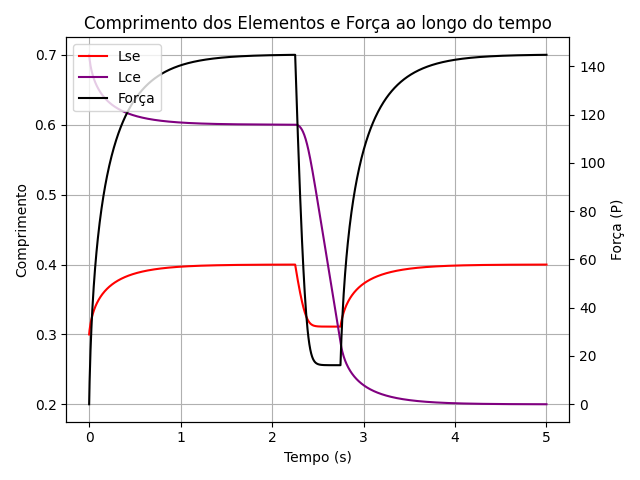 Comprimento dos Elementos e Força ao longo do tempo
Lse
Lce
Força
0.7
0.6
0.5
0.4
0.3
0.2
Comprimento
140
120
100
80
60
40
20
0
Força (P)
0 1 2 3 4 5
Tempo (s)